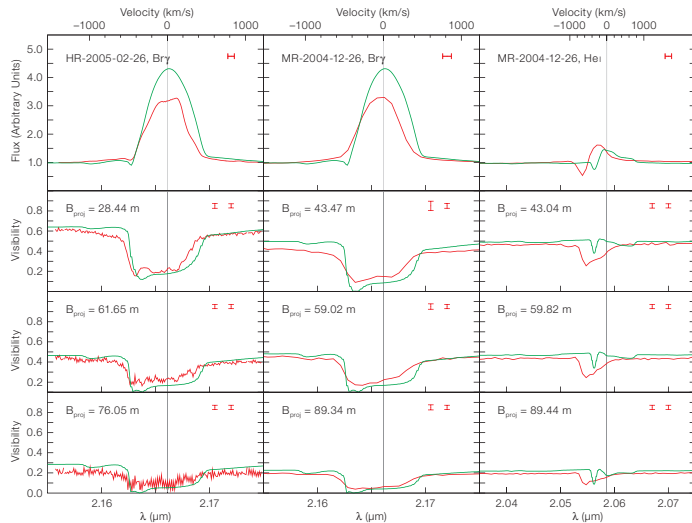 Velocity (km/s) Velocity (km/s) Velocity (km/s)
−1000 0 1000 −1000 0 1000 −1000 0 1000
5.0 HR-2005-02-26, Brγ MR-2004-12-26, Brγ MR-2004-12-26, HeI
4.0
3.0
2.0
1.0
Flux (Arbitrary Units)
0.8 Bproj = 28.44 m Bproj = 43.47 m Bproj = 43.04 m
0.6
0.4
0.2
Visibility
0.8 Bproj = 61.65 m Bproj = 59.02 m Bproj = 59.82 m
0.6
0.4
0.2
Visibility
0.8 Bproj = 76.05 m Bproj = 89.34 m Bproj = 89.44 m
0.6
0.4
0.2
0.0
Visibility
2.16 2.17 2.16 2.17 2.04 2.05 2.06 2.07
λ (μm) λ (μm) λ (μm)